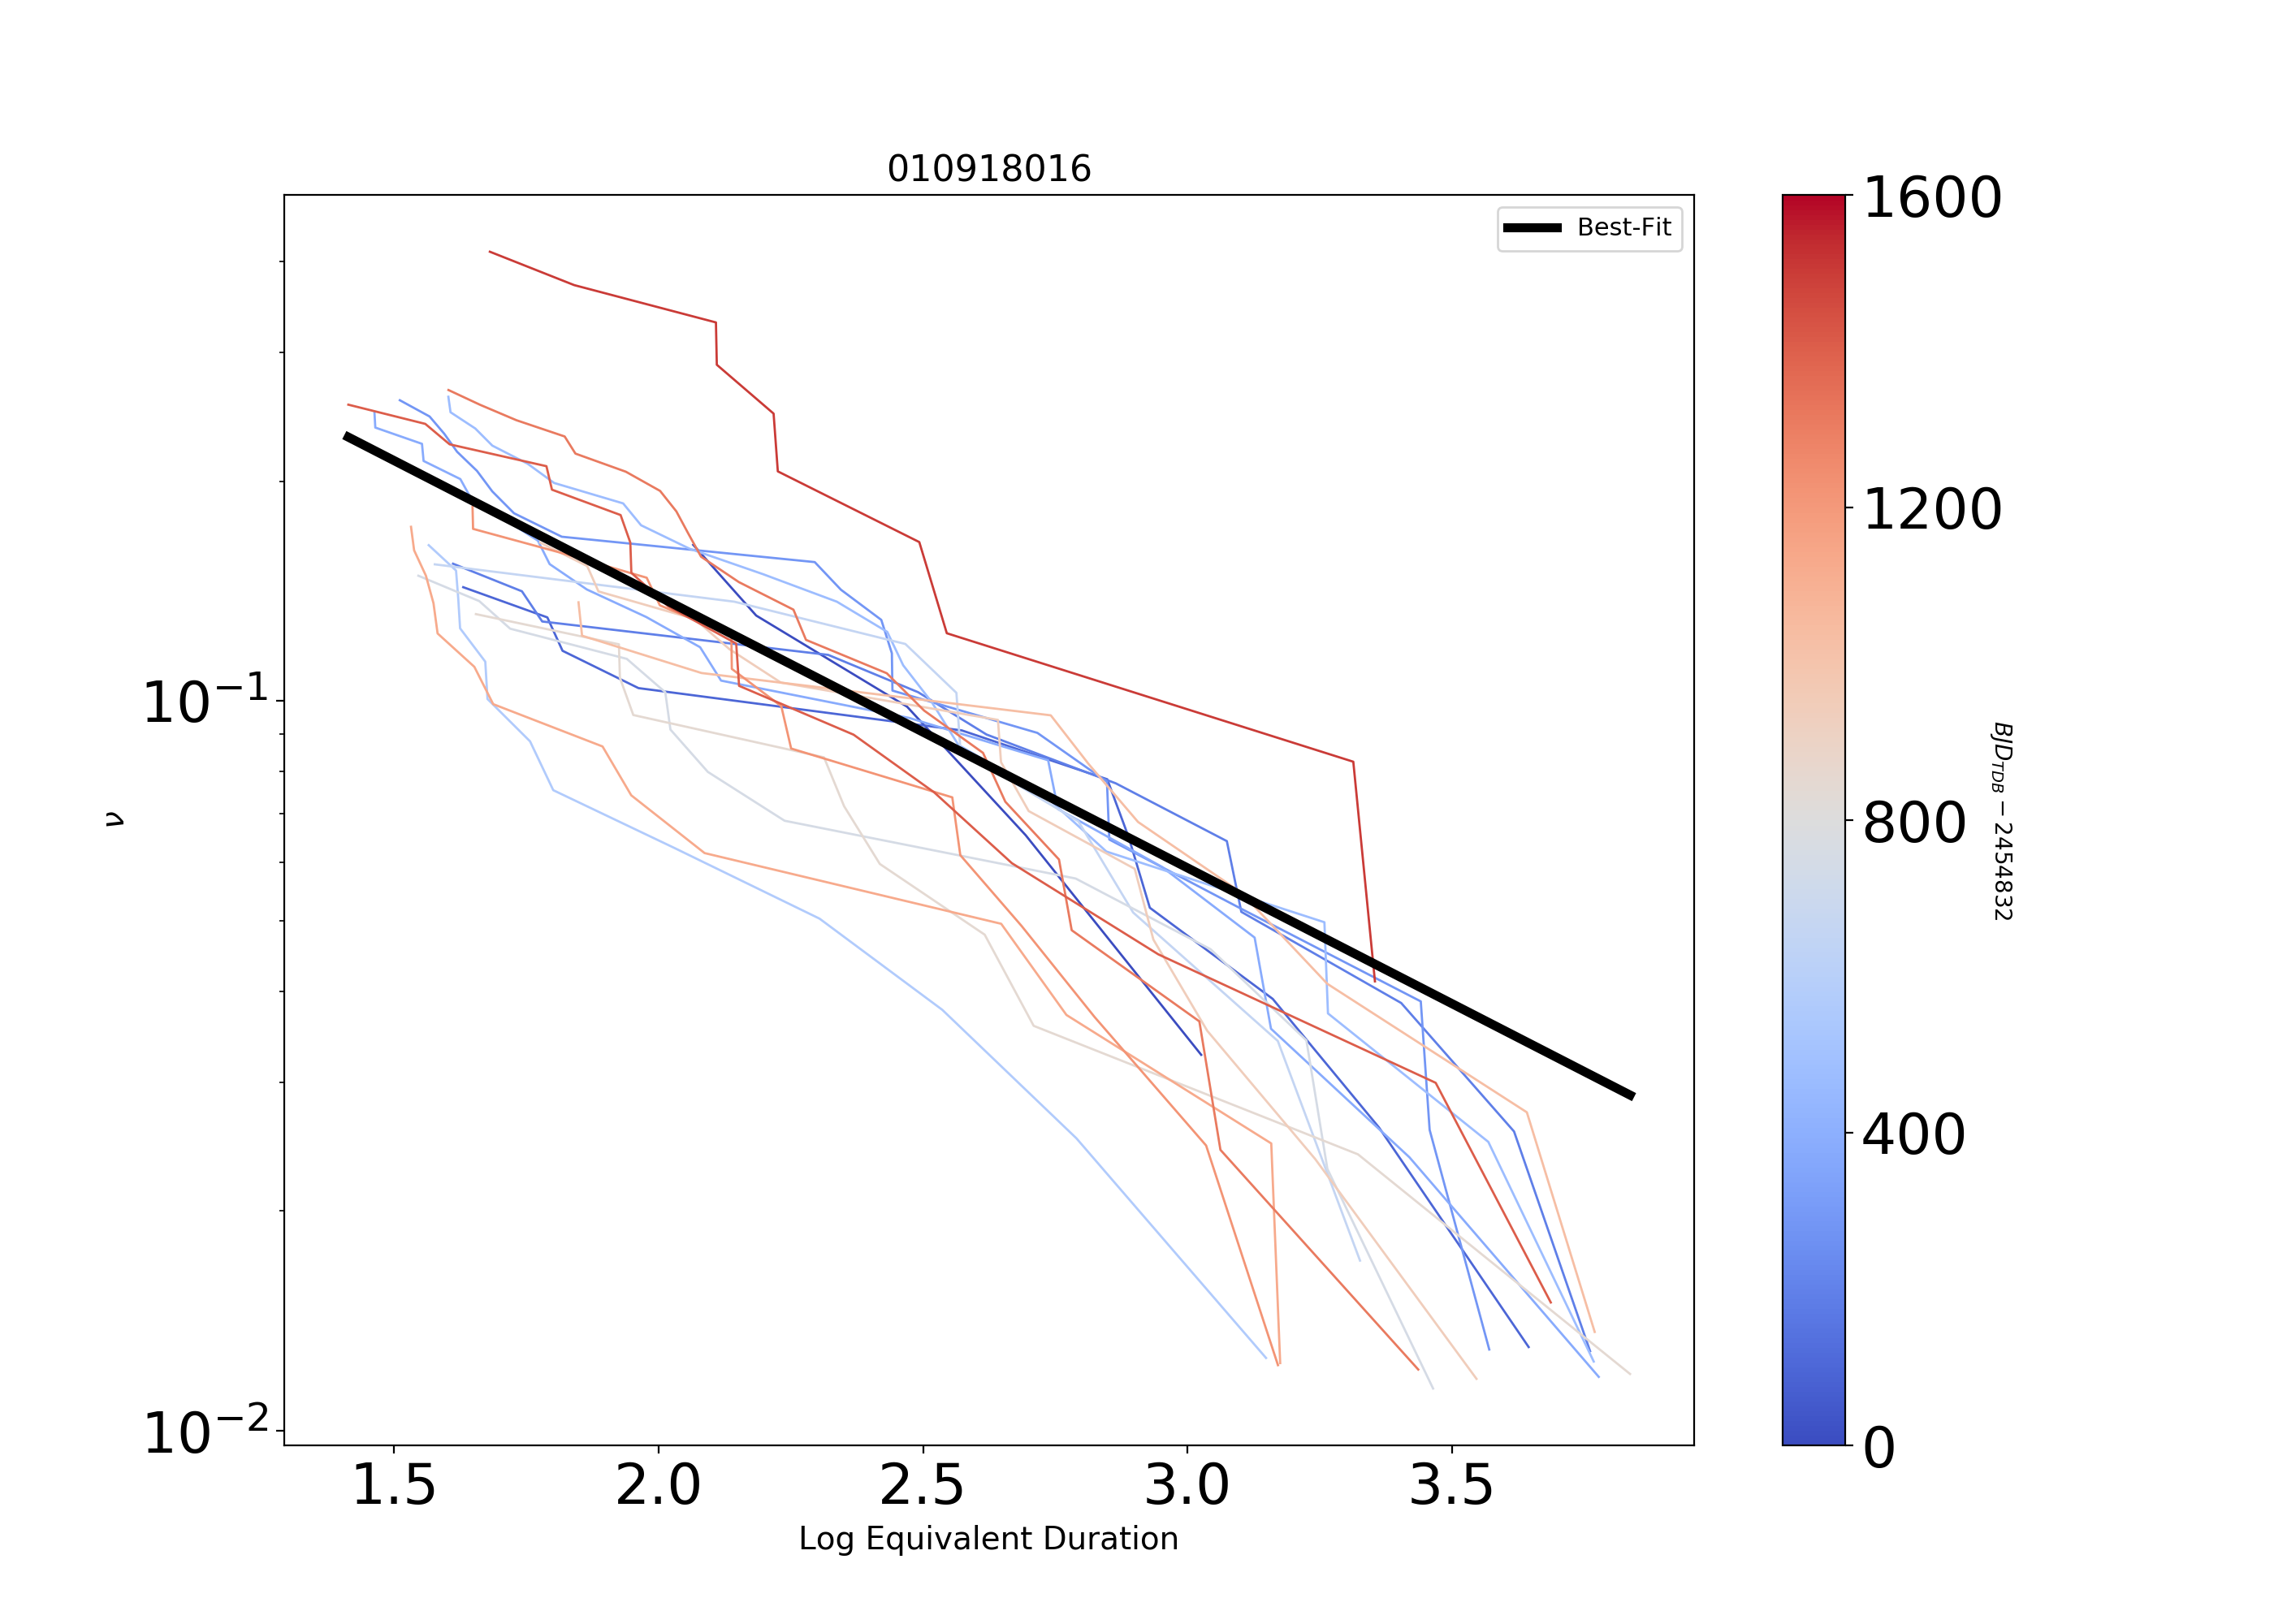 010918016
Best-Fit
10⁻¹
10⁻²
ν
1.5 2.0 2.5 3.0 3.5
Log Equivalent Duration
1600
1200
800
400
0
BJD_TDB − 2454832